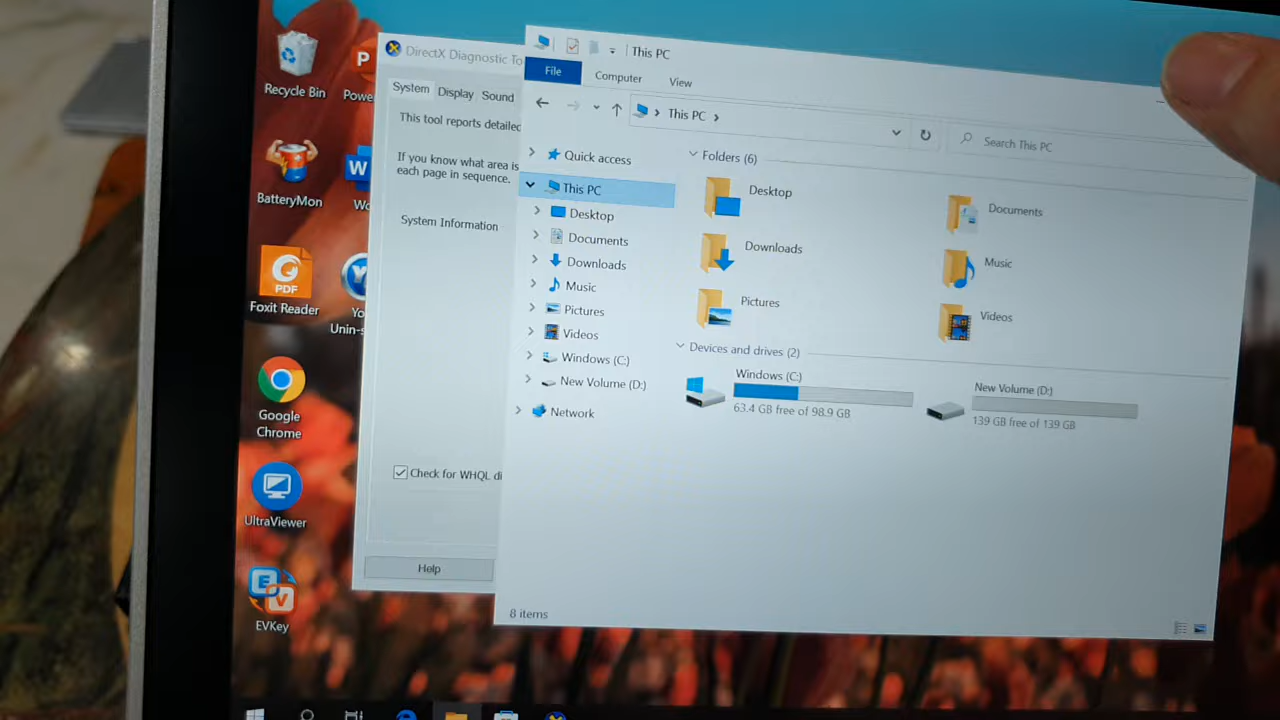 Recycle Bin
BatteryMon
PDF
Foxit Reader
Google
Chrome
UltraViewer
E
V
EVKey
P
W
Unin-s
DirectX Diagnostic
System
Display
Sound
This tool reports detailed
If you know what area is
each page in sequence.
System Information
Check for WHQL di
Help
This PC
File
Computer
View
This PC
Search This PC
Quick access
This PC
Desktop
Documents
Downloads
Music
Pictures
Videos
Windows (C:)
New Volume (D:)
Network
Folders (6)
Desktop
Documents
Downloads
Music
Pictures
Videos
Devices and drives (2)
Windows (C:)
63.4 GB free of 98.9 GB
New Volume (D:)
139 GB free of 139 GB
8 items